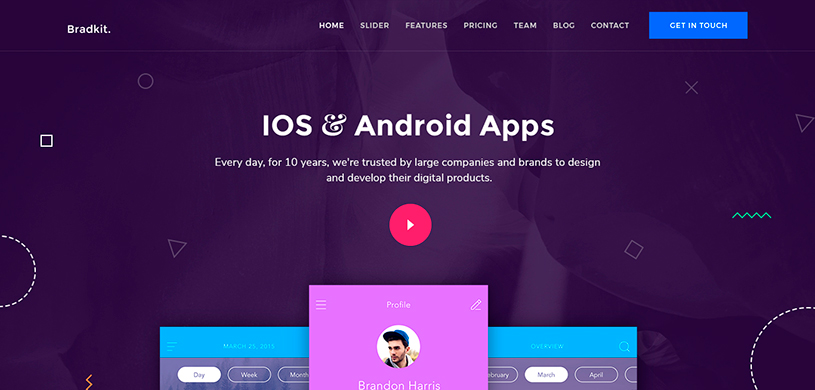 Bradkit.
HOME SLIDER FEATURES PRICING TEAM BLOG CONTACT GET IN TOUCH
IOS & Android Apps
Every day, for 10 years, we're trusted by large companies and brands to design
and develop their digital products.
Profile
MARCH 25, 2015
OVERVIEW
Day Week Month
February March April
Brandon Harris